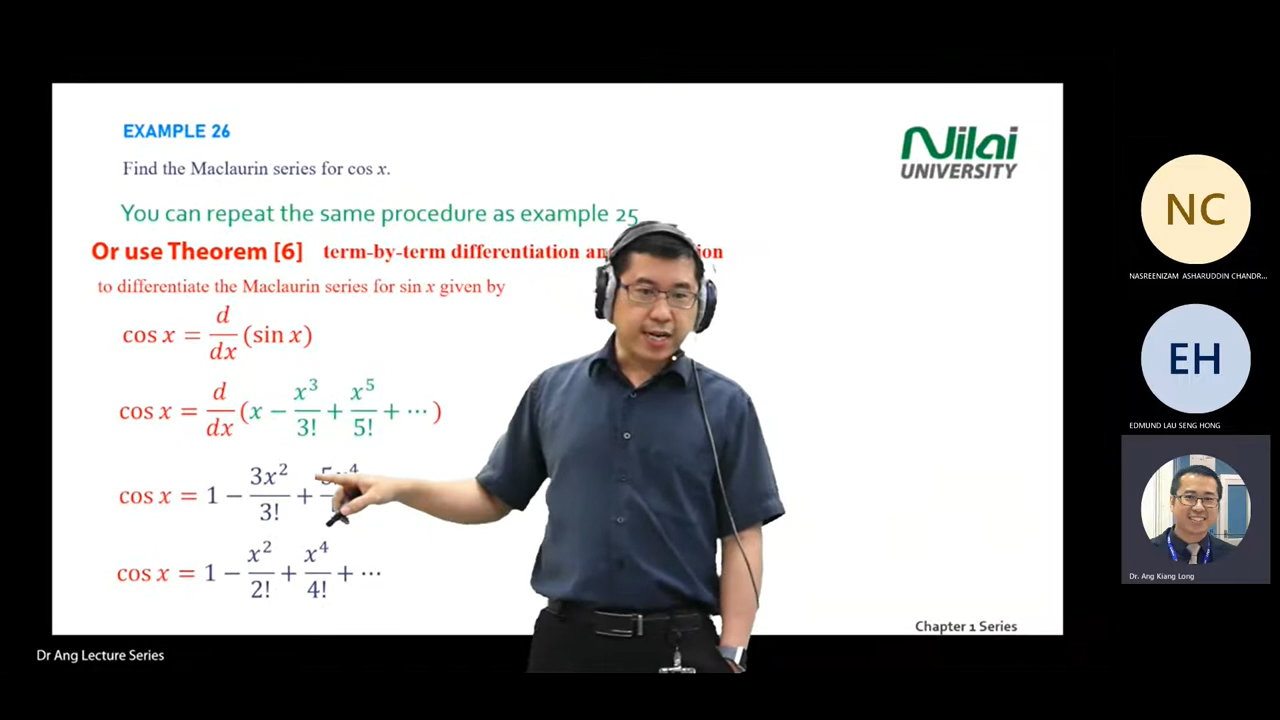 EXAMPLE 26
Nilai
UNIVERSITY
Find the Maclaurin series for cos x.
You can repeat the same procedure as example 25
Or use Theorem [6] term-by-term differentiation
to differentiate the Maclaurin series for sin x given by
cos x = d/dx (sin x)
cos x = d/dx (x − x³/3! + x⁵/5! + ⋯)
cos x = 1 − 3x²/3! +
cos x = 1 − x²/2! + x⁴/4! + ⋯
Chapter 1 Series
Dr Ang Lecture Series
NC
NASREENIZAM ASHARUDDIN CHANDR...
EH
EDMUND LAU SENG HONG
Dr. Ang Kiang Long